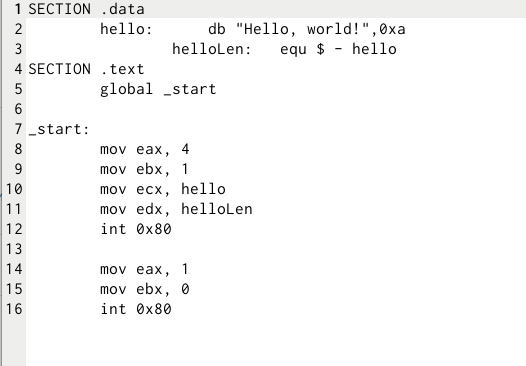 1 SECTION .data
2         hello:      db "Hello, world!",0xa
3                 helloLen:   equ $ - hello
4 SECTION .text
5         global _start
6
7 _start:
8         mov eax, 4
9         mov ebx, 1
10         mov ecx, hello
11         mov edx, helloLen
12         int 0x80
13
14         mov eax, 1
15         mov ebx, 0
16         int 0x80